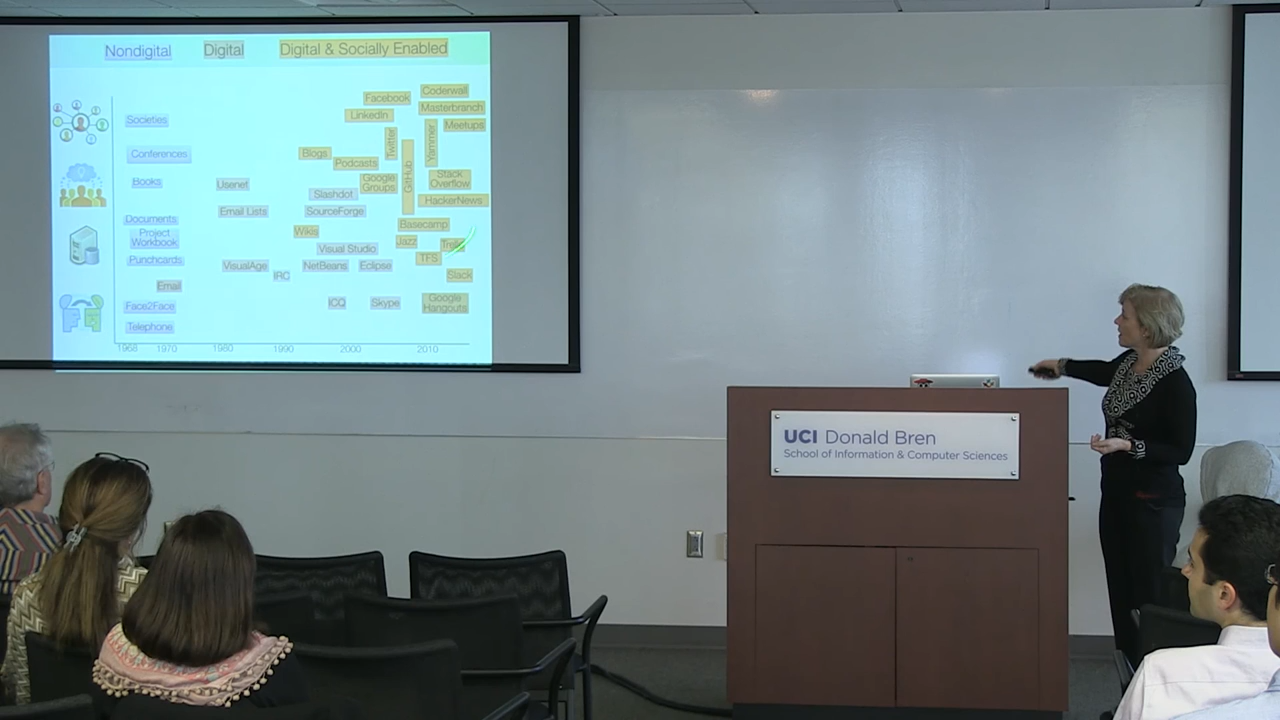 Nondigital
Digital
Digital & Socially Enabled
Coderwall
Facebook
Masterbranch
LinkedIn
Societies
Meetups
Twitter
Yammer
Conferences
Blogs
Podcasts
GitHub
Books
Usenet
Google
Groups
Stack
Overflow
Slashdot
HackerNews
Email Lists
SourceForge
Documents
Basecamp
Wikis
Project
Workbook
Jazz
Visual Studio
Punchcards
TFS
VisualAge
NetBeans
Eclipse
IRC
Slack
Email
Face2Face
ICQ
Skype
Google
Hangouts
Telephone
1968 1970 1980 1990 2000 2010
UCI Donald Bren
School of Information & Computer Sciences